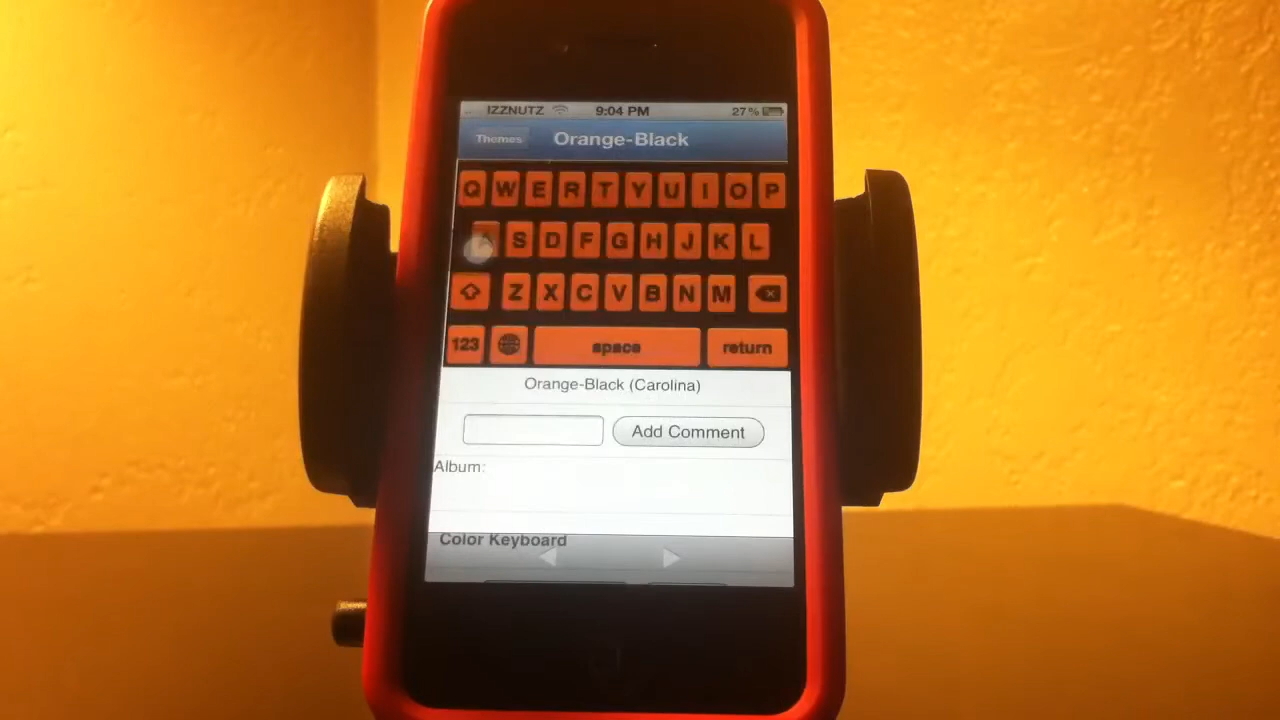 IZZNUTZ 9:04 PM 27%
Themes Orange-Black
Q W E R T Y U I O P
A S D F G H J K L
Z X C V B N M
123 space return
Orange-Black (Carolina)
Add Comment
Album:
Color Keyboard